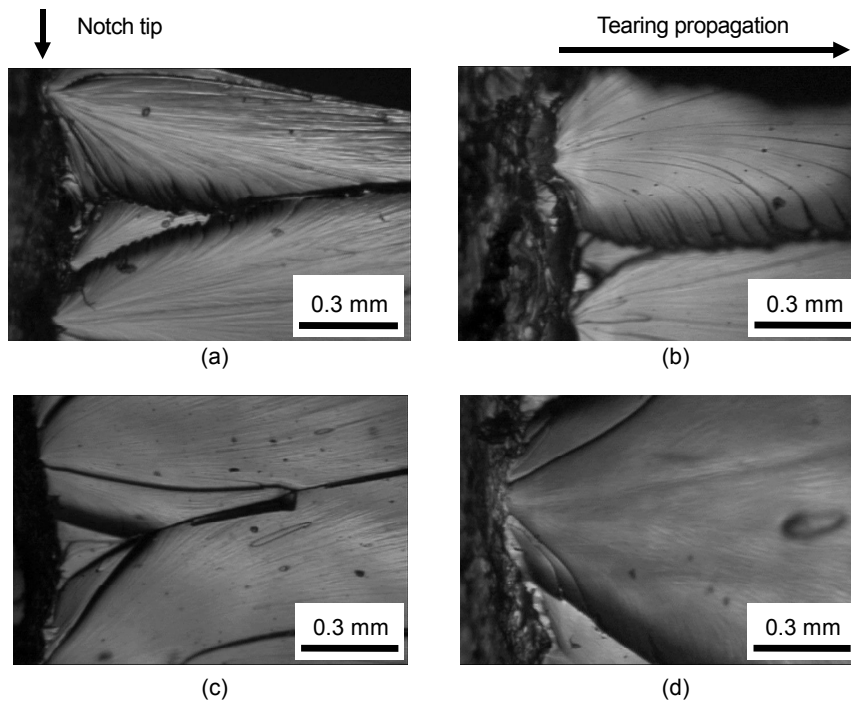 Notch tip
Tearing propagation
0.3 mm
0.3 mm
(a)
(b)
0.3 mm
0.3 mm
(c)
(d)